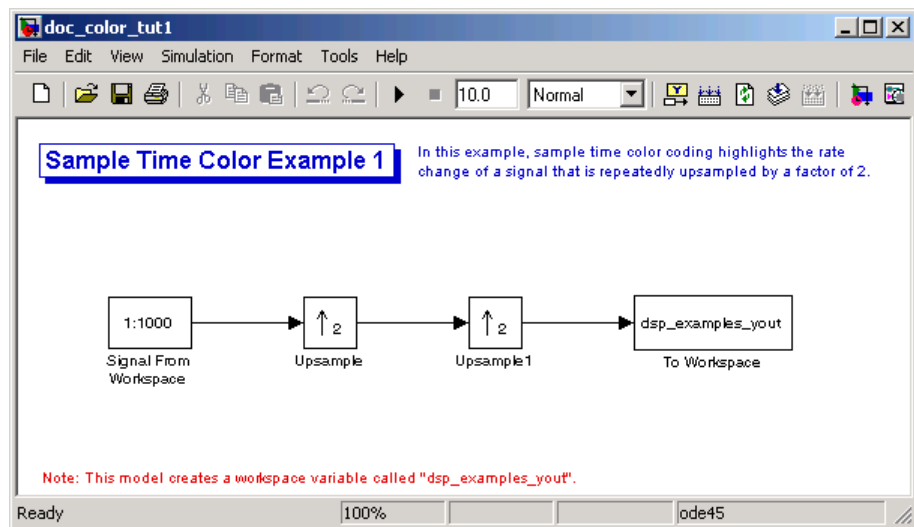 doc_color_tut1
File Edit View Simulation Format Tools Help
10.0 Normal
Sample Time Color Example 1
In this example, sample time color coding highlights the rate
change of a signal that is repeatedly upsampled by a factor of 2.
1:1000
2
2
dsp_examples_yout
Signal From
Workspace
Upsample
Upsample1
To Workspace
Note: This model creates a workspace variable called "dsp_examples_yout".
Ready 100% ode45